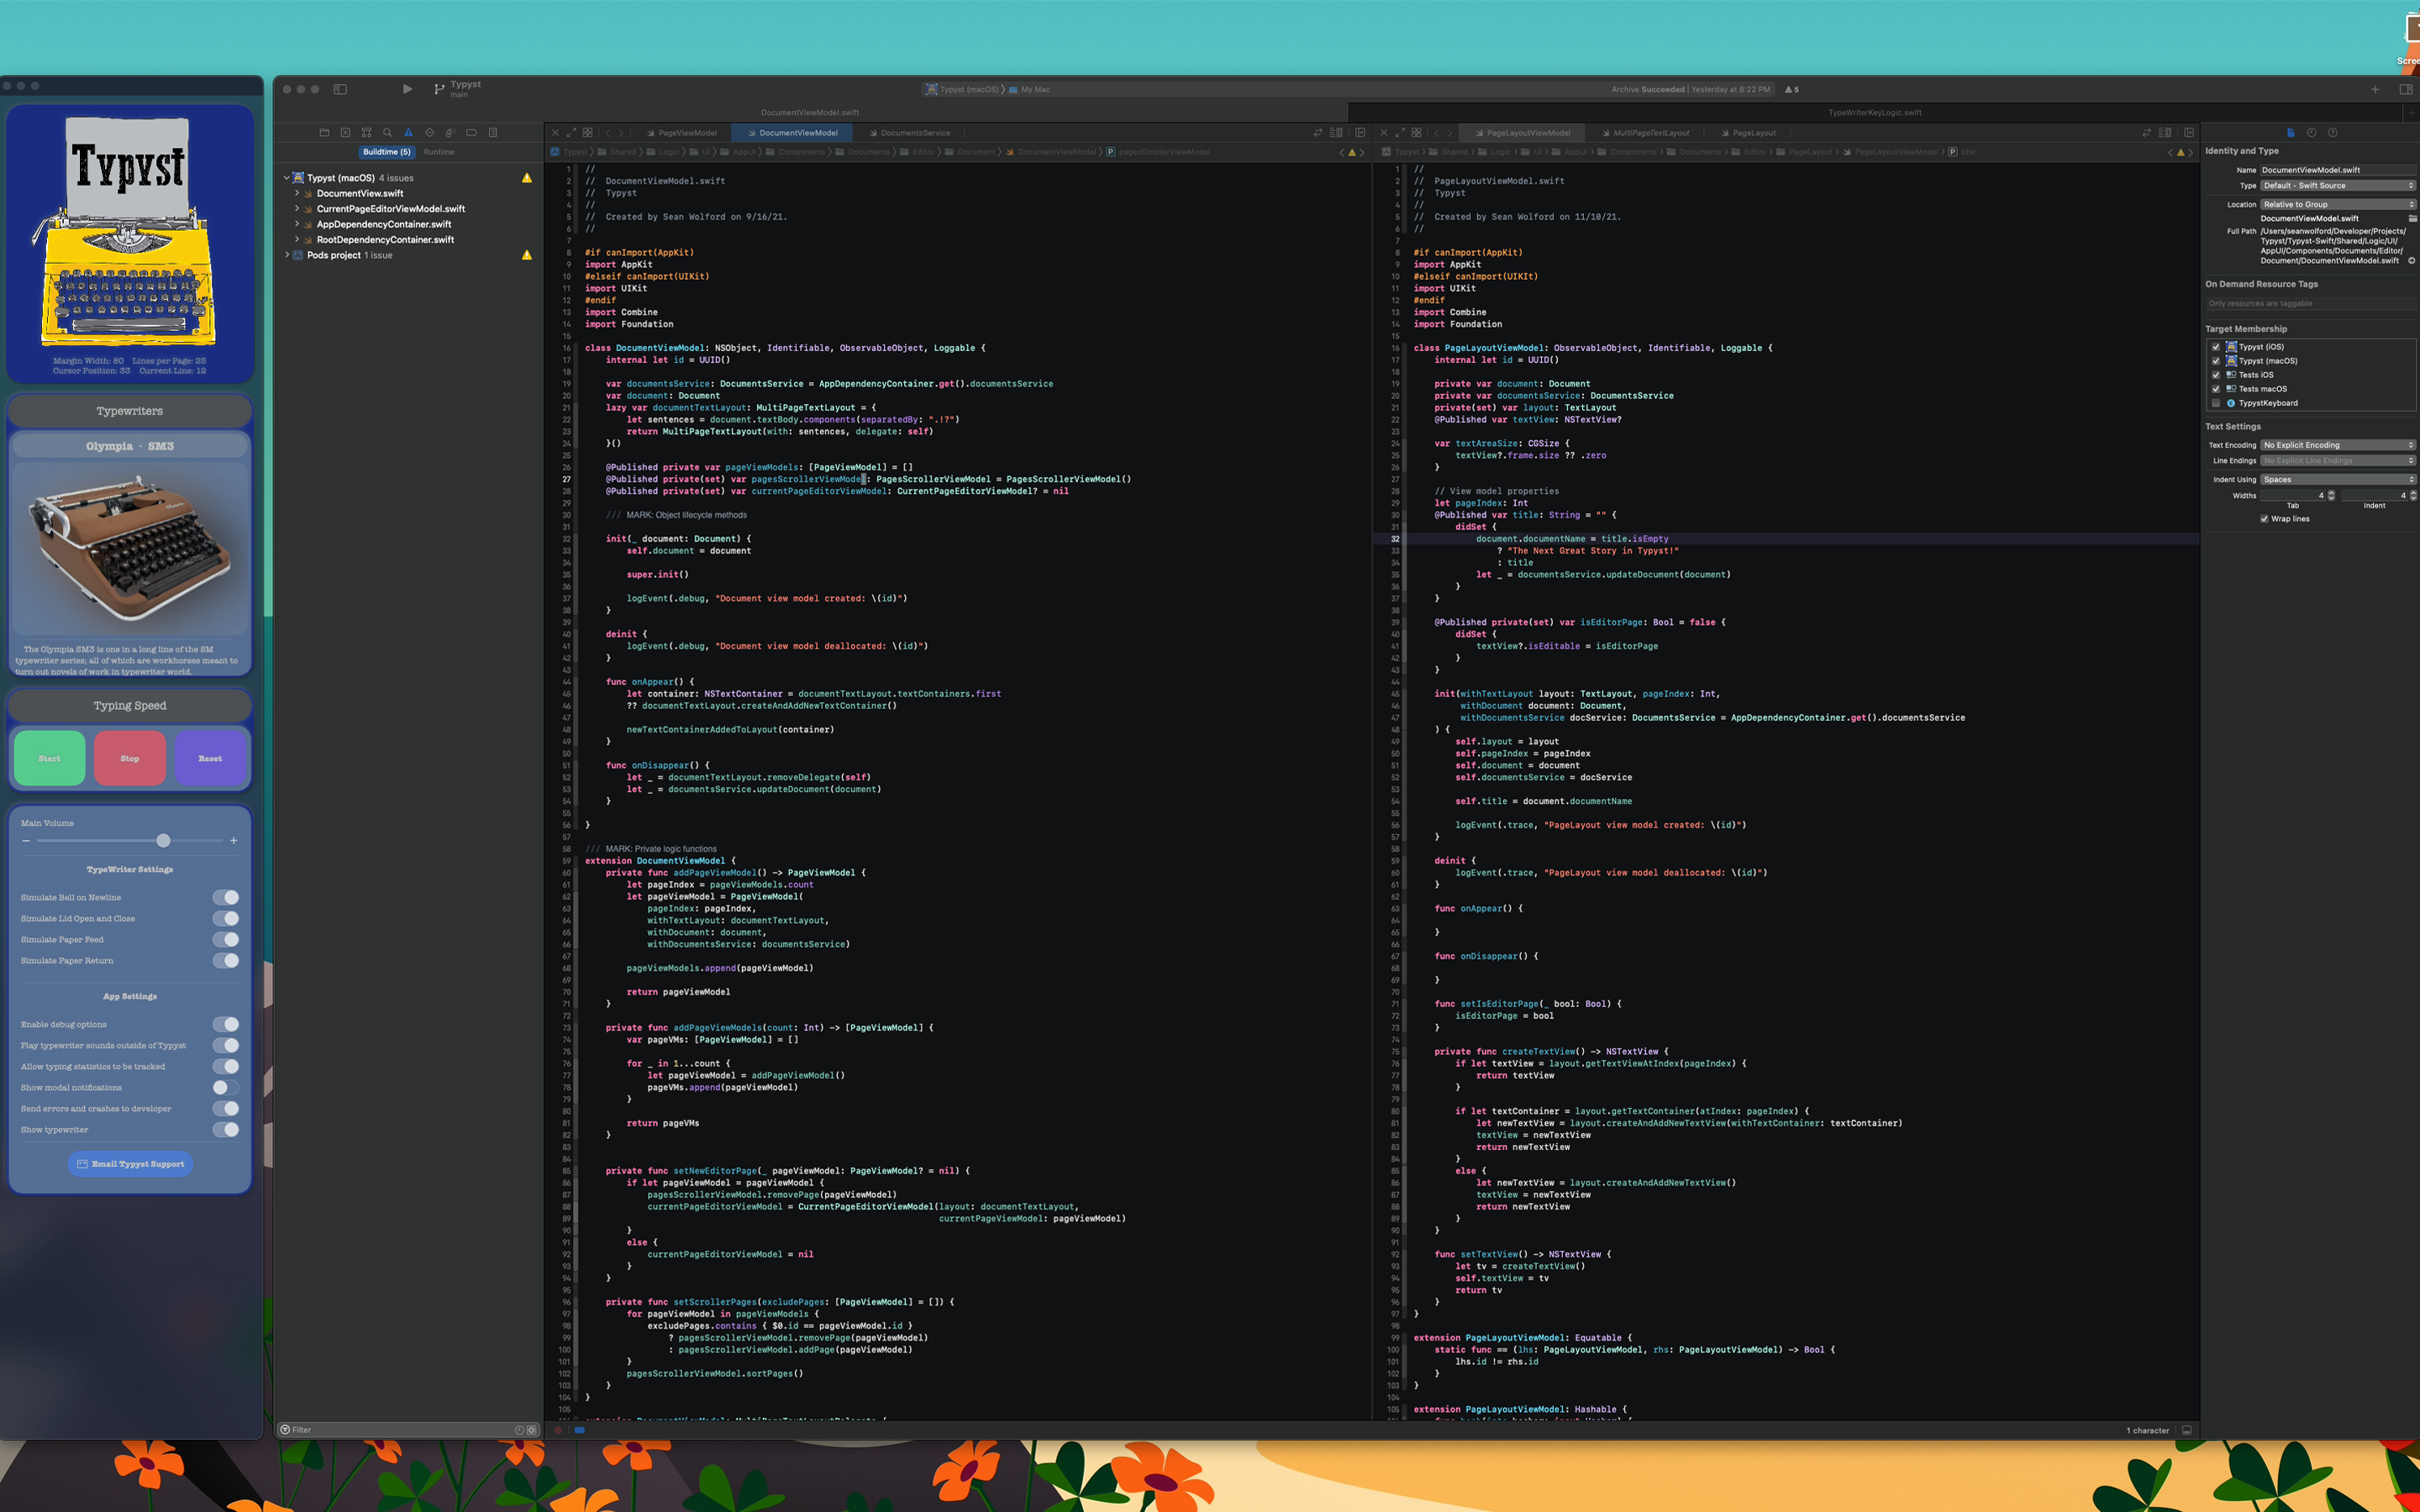 Scree
Typyst
Margin Width: 80 Lines per Page: 25
Cursor Position: 33 Current Line: 12
Typewriters
Olympia - SM3
The Olympia SM3 is one in a long line of the SM
typewriter series; all of which are workhorses meant to
turn out novels of work in typewriter world.
Typing Speed
Start Stop Reset
Main Volume
− +
TypeWriter Settings
Simulate Bell on Newline
Simulate Lid Open and Close
Simulate Paper Feed
Simulate Paper Return
App Settings
Enable debug options
Play typewriter sounds outside of Typyst
Allow typing statistics to be tracked
Show modal notifications
Send errors and crashes to developer
Show typewriter
Email Typyst Support
Typyst
main
Typyst (macOS) 〉 My Mac
Archive Succeeded | Yesterday at 8:22 PM 5
DocumentViewModel.swift
TypeWriterKeyLogic.swift
Buildtime (5) Runtime
Typyst (macOS) 4 issues
DocumentView.swift
CurrentPageEditorViewModel.swift
AppDependencyContainer.swift
RootDependencyContainer.swift
Pods project 1 issue
Filter
PageViewModel DocumentViewModel DocumentsService
Typyst 〉 Shared 〉 Logic 〉 UI 〉 AppUI 〉 Components 〉 Documents 〉 Editor 〉 Document 〉 DocumentViewModel 〉 P pagesScrollerViewModel
1 //
2 // DocumentViewModel.swift
3 // Typyst
4 //
5 // Created by Sean Wolford on 9/16/21.
6 //
7
8 #if canImport(AppKit)
9 import AppKit
10 #elseif canImport(UIKit)
11 import UIKit
12 #endif
13 import Combine
14 import Foundation
15
16 class DocumentViewModel: NSObject, Identifiable, ObservableObject, Loggable {
17 internal let id = UUID()
18
19 var documentsService: DocumentsService = AppDependencyContainer.get().documentsService
20 var document: Document
21 lazy var documentTextLayout: MultiPageTextLayout = {
22 let sentences = document.textBody.components(separatedBy: ".!?")
23 return MultiPageTextLayout(with: sentences, delegate: self)
24 }()
25
26 @Published private var pageViewModels: [PageViewModel] = []
27 @Published private(set) var pagesScrollerViewModel: PagesScrollerViewModel = PagesScrollerViewModel()
28 @Published private(set) var currentPageEditorViewModel: CurrentPageEditorViewModel? = nil
29
30 /// MARK: Object lifecycle methods
31
32 init(_ document: Document) {
33 self.document = document
34
35 super.init()
36
37 logEvent(.debug, "Document view model created: \(id)")
38 }
39
40 deinit {
41 logEvent(.debug, "Document view model deallocated: \(id)")
42 }
43
44 func onAppear() {
45 let container: NSTextContainer = documentTextLayout.textContainers.first
46 ?? documentTextLayout.createAndAddNewTextContainer()
47
48 newTextContainerAddedToLayout(container)
49 }
50
51 func onDisappear() {
52 let _ = documentTextLayout.removeDelegate(self)
53 let _ = documentsService.updateDocument(document)
54 }
55
56 }
57
58 /// MARK: Private logic functions
59 extension DocumentViewModel {
60 private func addPageViewModel() -> PageViewModel {
61 let pageIndex = pageViewModels.count
62 let pageViewModel = PageViewModel(
63 pageIndex: pageIndex,
64 withTextLayout: documentTextLayout,
65 withDocument: document,
66 withDocumentsService: documentsService)
67
68 pageViewModels.append(pageViewModel)
69
70 return pageViewModel
71 }
72
73 private func addPageViewModels(count: Int) -> [PageViewModel] {
74 var pageVMs: [PageViewModel] = []
75
76 for _ in 1...count {
77 let pageViewModel = addPageViewModel()
78 pageVMs.append(pageViewModel)
79 }
80
81 return pageVMs
82 }
83
84
85 private func setNewEditorPage(_ pageViewModel: PageViewModel? = nil) {
86 if let pageViewModel = pageViewModel {
87 pagesScrollerViewModel.removePage(pageViewModel)
88 currentPageEditorViewModel = CurrentPageEditorViewModel(layout: documentTextLayout,
89 currentPageViewModel: pageViewModel)
90 }
91 else {
92 currentPageEditorViewModel = nil
93 }
94 }
95
96 private func setScrollerPages(excludePages: [PageViewModel] = []) {
97 for pageViewModel in pageViewModels {
98 excludePages.contains { $0.id == pageViewModel.id }
99 ? pagesScrollerViewModel.removePage(pageViewModel)
100 : pagesScrollerViewModel.addPage(pageViewModel)
101 }
102 pagesScrollerViewModel.sortPages()
103 }
104 }
105
PageLayoutViewModel MultiPageTextLayout PageLayout
Typyst 〉 Shared 〉 Logic 〉 UI 〉 AppUI 〉 Components 〉 Documents 〉 Editor 〉 PageLayout 〉 PageLayoutViewModel 〉 P title
1 //
2 // PageLayoutViewModel.swift
3 // Typyst
4 //
5 // Created by Sean Wolford on 11/10/21.
6 //
7
8 #if canImport(AppKit)
9 import AppKit
10 #elseif canImport(UIKit)
11 import UIKit
12 #endif
13 import Combine
14 import Foundation
15
16 class PageLayoutViewModel: ObservableObject, Identifiable, Loggable {
17 internal let id = UUID()
18
19 private var document: Document
20 private var documentsService: DocumentsService
21 private(set) var layout: TextLayout
22 @Published var textView: NSTextView?
23
24 var textAreaSize: CGSize {
25 textView?.frame.size ?? .zero
26 }
27
28 // View model properties
29 let pageIndex: Int
30 @Published var title: String = "" {
31 didSet {
32 document.documentName = title.isEmpty
33 ? "The Next Great Story in Typyst!"
34 : title
35 let _ = documentsService.updateDocument(document)
36 }
37 }
38
39 @Published private(set) var isEditorPage: Bool = false {
40 didSet {
41 textView?.isEditable = isEditorPage
42 }
43 }
44
45 init(withTextLayout layout: TextLayout, pageIndex: Int,
46 withDocument document: Document,
47 withDocumentsService docService: DocumentsService = AppDependencyContainer.get().documentsService
48 ) {
49 self.layout = layout
50 self.pageIndex = pageIndex
51 self.document = document
52 self.documentsService = docService
53
54 self.title = document.documentName
55
56 logEvent(.trace, "PageLayout view model created: \(id)")
57 }
58
59 deinit {
60 logEvent(.trace, "PageLayout view model deallocated: \(id)")
61 }
62
63 func onAppear() {
64
65 }
66
67 func onDisappear() {
68
69 }
70
71 func setIsEditorPage(_ bool: Bool) {
72 isEditorPage = bool
73 }
74
75 private func createTextView() -> NSTextView {
76 if let textView = layout.getTextViewAtIndex(pageIndex) {
77 return textView
78 }
79
80 if let textContainer = layout.getTextContainer(atIndex: pageIndex) {
81 let newTextView = layout.createAndAddNewTextView(withTextContainer: textContainer)
82 textView = newTextView
83 return newTextView
84 }
85 else {
86 let newTextView = layout.createAndAddNewTextView()
87 textView = newTextView
88 return newTextView
89 }
90 }
91
92 func setTextView() -> NSTextView {
93 let tv = createTextView()
94 self.textView = tv
95 return tv
96 }
97 }
98
99 extension PageLayoutViewModel: Equatable {
100 static func == (lhs: PageLayoutViewModel, rhs: PageLayoutViewModel) -> Bool {
101 lhs.id != rhs.id
102 }
103 }
104
105 extension PageLayoutViewModel: Hashable {
1 character
Identity and Type
Name DocumentViewModel.swift
Type Default - Swift Source
Location Relative to Group
DocumentViewModel.swift
Full Path /Users/seanwolford/Developer/Projects/
Typyst/Typyst-Swift/Shared/Logic/UI/
AppUI/Components/Documents/Editor/
Document/DocumentViewModel.swift
On Demand Resource Tags
Only resources are taggable
Target Membership
Typyst (iOS)
Typyst (macOS)
Tests iOS
Tests macOS
TypystKeyboard
Text Settings
Text Encoding No Explicit Encoding
Line Endings No Explicit Line Endings
Indent Using Spaces
Widths 4 4
Tab Indent
Wrap lines